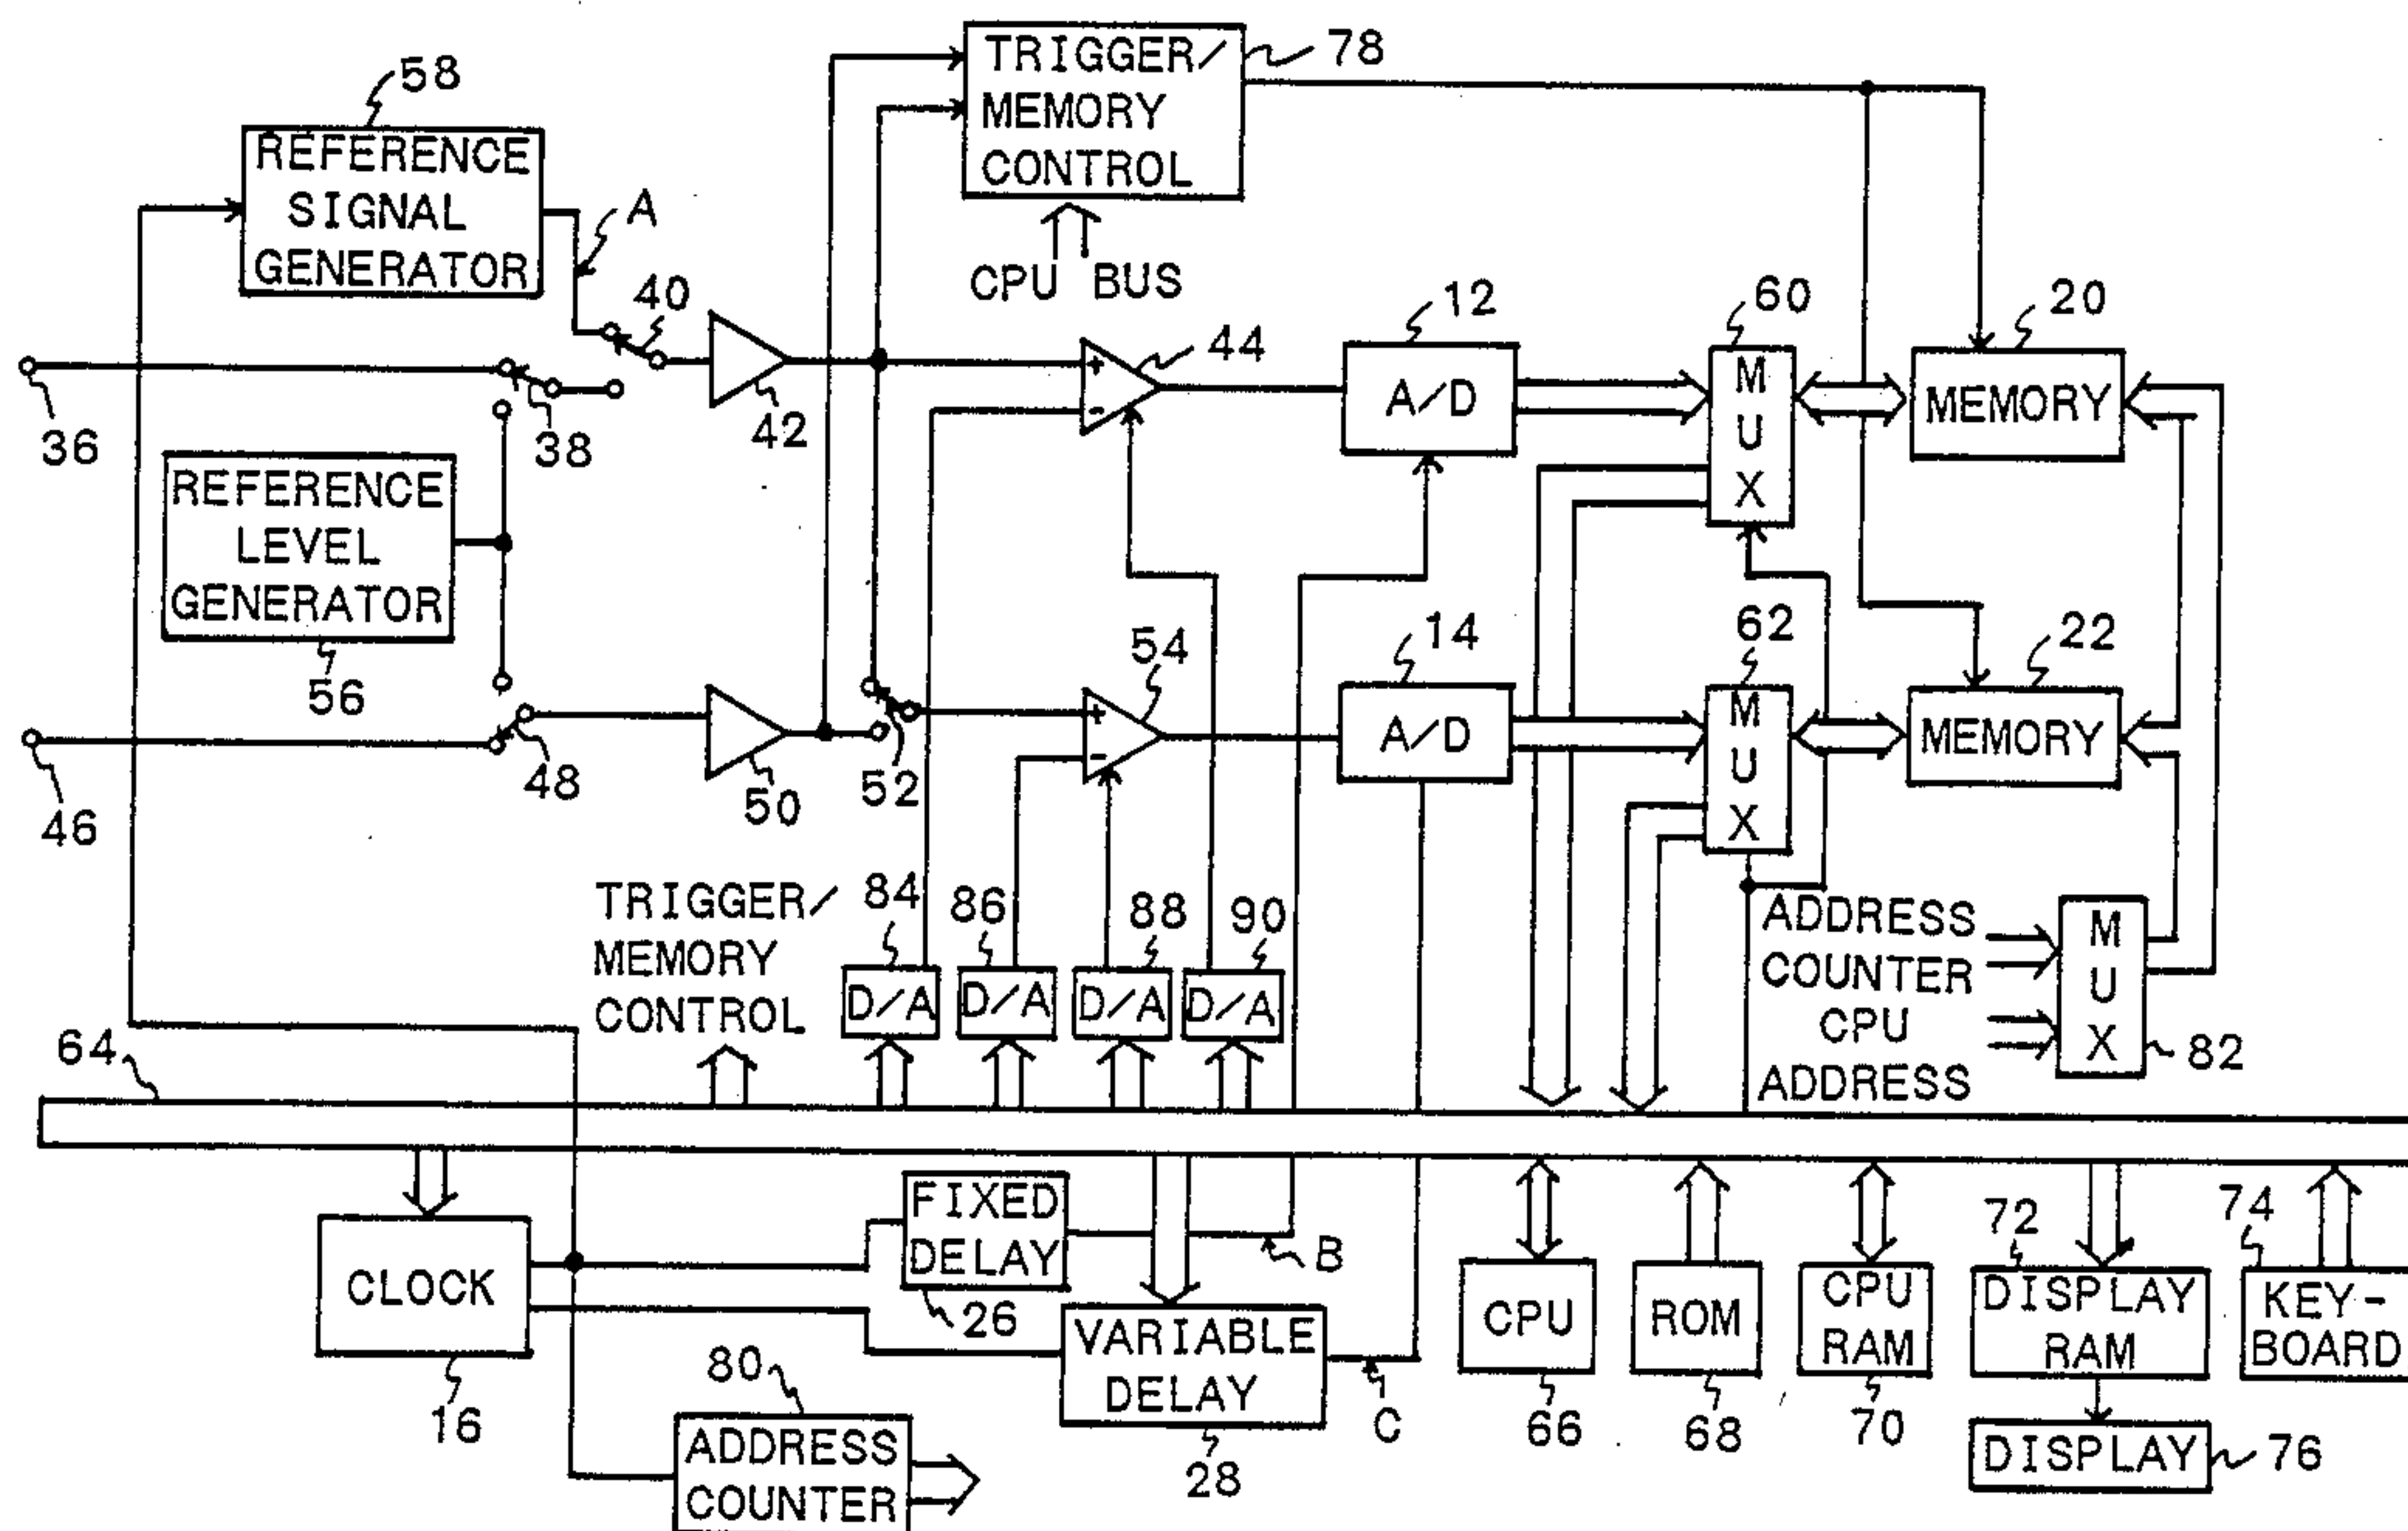 TRIGGER/
MEMORY
CONTROL
78
58
REFERENCE
SIGNAL
GENERATOR
A
CPU BUS
40
12
60
20
44
36
38
42
+
-
A/D
M
U
X
MEMORY
REFERENCE
LEVEL
GENERATOR
56
54
14
62
22
46
48
50
52
+
-
A/D
M
U
X
MEMORY
TRIGGER/
MEMORY
CONTROL
84
86
88
90
D/A
D/A
D/A
D/A
ADDRESS
COUNTER
CPU
ADDRESS
M
U
X
82
64
CLOCK
16
FIXED
DELAY
26
B
VARIABLE
DELAY
28
C
80
ADDRESS
COUNTER
CPU
66
ROM
68
CPU
RAM
70
72
DISPLAY
RAM
74
KEY-
BOARD
DISPLAY
76